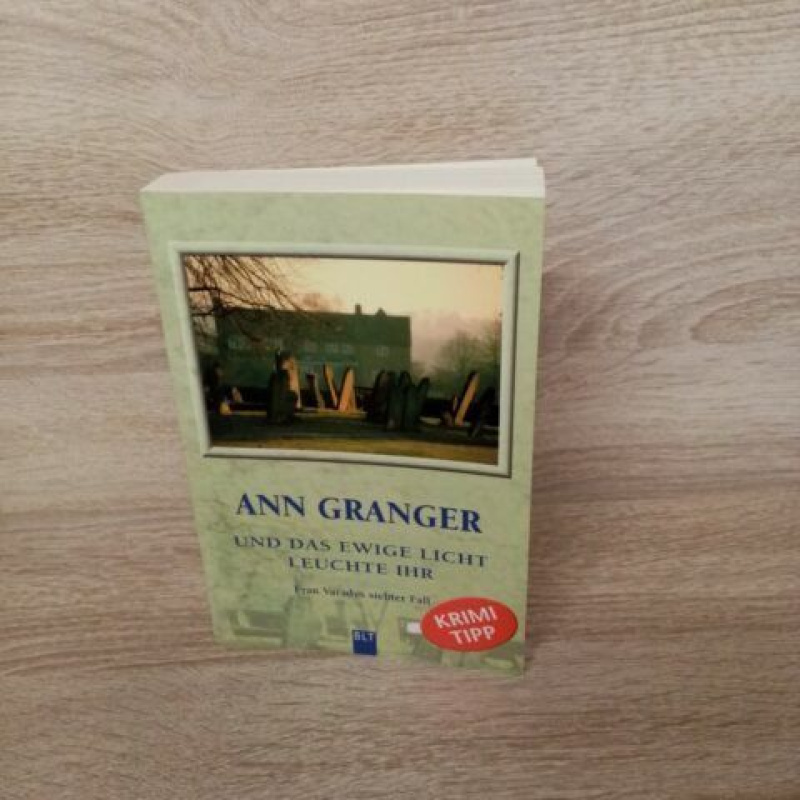 ANN GRANGER
UND DAS EWIGE LICHT
LEUCHTE IHR
Fran Varadys siebter Fall
KRIMI
TIPP
BLT